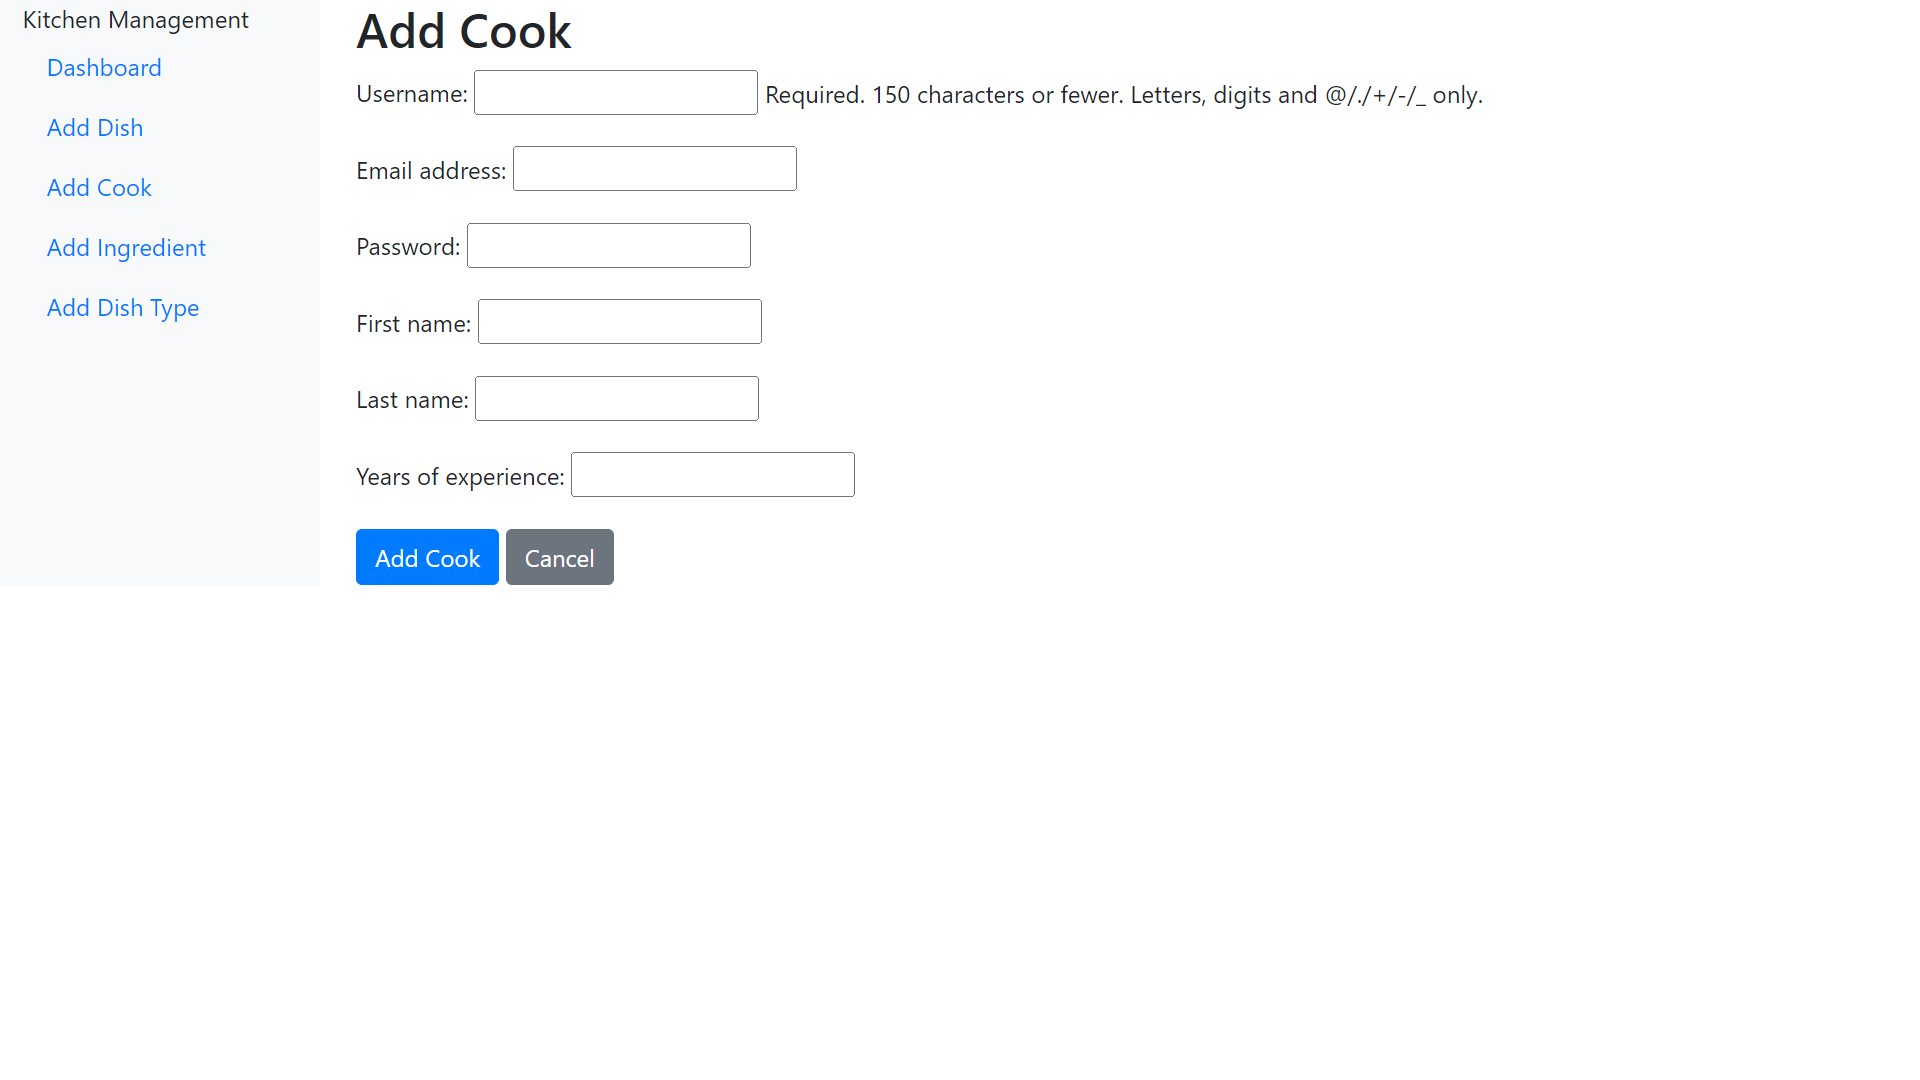 Kitchen Management
Dashboard
Add Dish
Add Cook
Add Ingredient
Add Dish Type
Add Cook
Username: Required. 150 characters or fewer. Letters, digits and @/./+/-/_ only.
Email address:
Password:
First name:
Last name:
Years of experience:
Add Cook Cancel